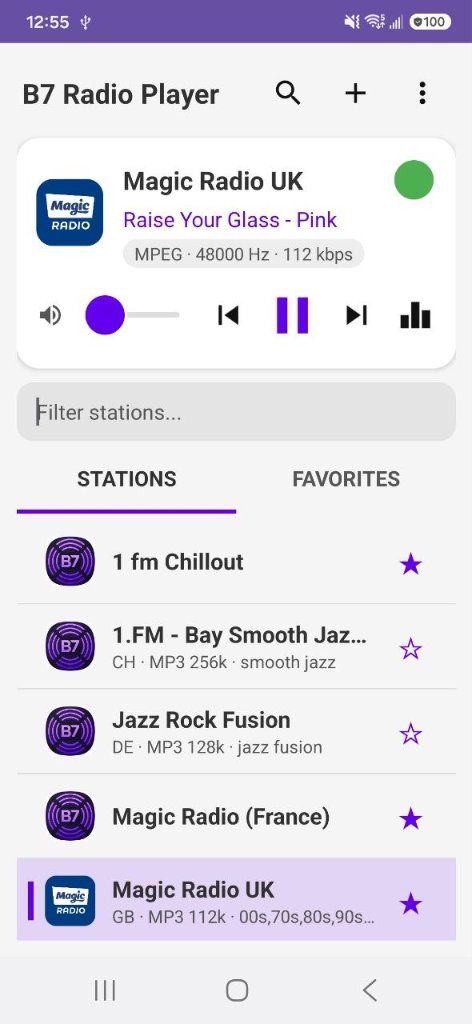 12:55
100
B7 Radio Player
Magic
RADIO
Magic Radio UK
Raise Your Glass - Pink
MPEG · 48000 Hz · 112 kbps
Filter stations...
STATIONS
FAVORITES
B7
1 fm Chillout
B7
1.FM - Bay Smooth Jaz...
CH · MP3 256k · smooth jazz
B7
Jazz Rock Fusion
DE · MP3 128k · jazz fusion
B7
Magic Radio (France)
Magic
RADIO
Magic Radio UK
GB · MP3 112k · 00s,70s,80s,90s...